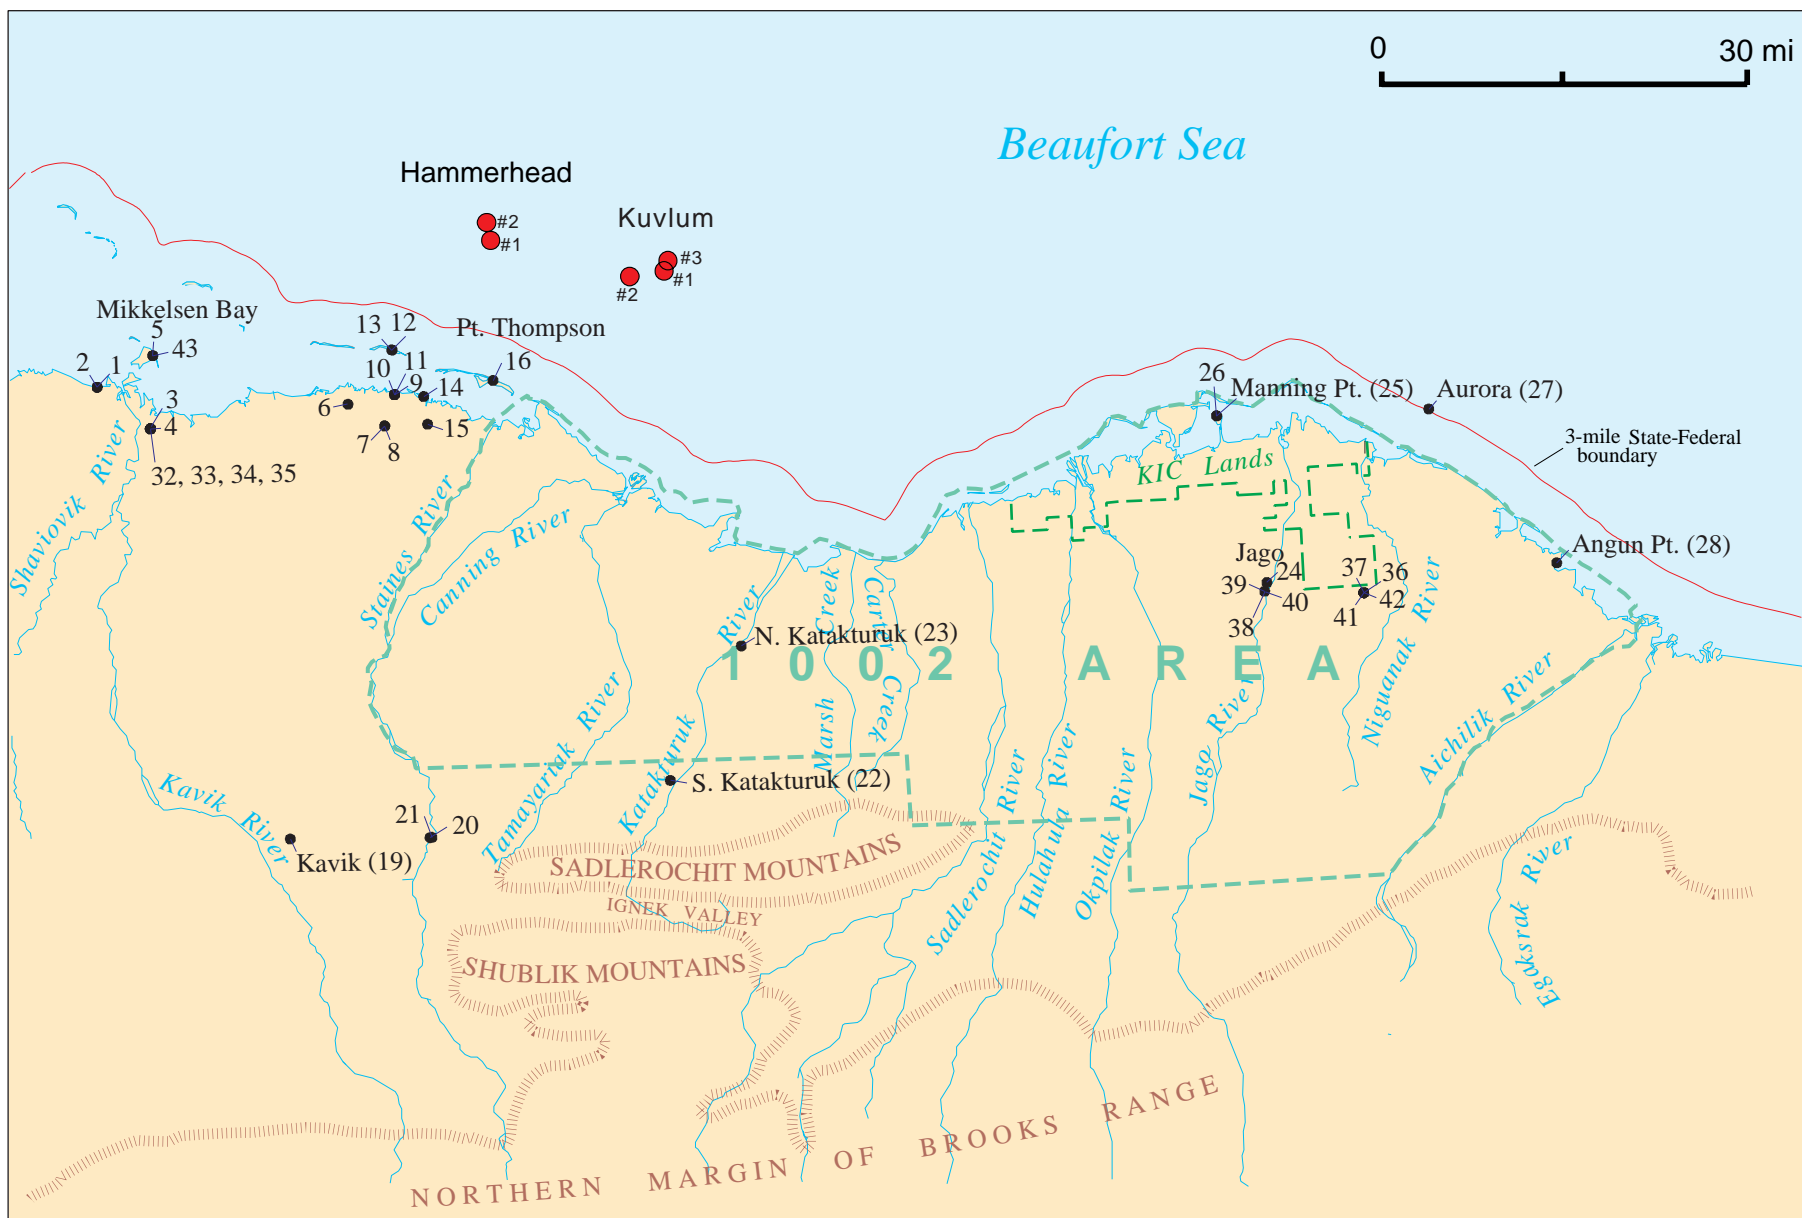 0 30 mi
Beaufort Sea
Hammerhead
#2
#1
Kuvlum
#3
#1
#2
Mikkelsen Bay
5
43
2 1
3
4
32, 33, 34, 35
13 12
Pt. Thompson
16
11
10
9
14
6
15
7
8
26
Manning Pt. (25)
Aurora (27)
3-mile State-Federal
boundary
KIC Lands
Shaviovik River
Staines River
Canning River
Jago
24
39
40
38
37
36
42
41
Angun Pt. (28)
River
Marsh Creek
Carter Creek
N. Katakturuk (23)
1002 AREA
Niguanak River
Aichilik River
Jago River
Tamayariak River
Katakturuk
S. Katakturuk (22)
Kavik River
21
20
Kavik (19)
Sadlerochit River
Hulahula River
Okpilak River
SADLEROCHIT MOUNTAINS
IGNEK VALLEY
SHUBLIK MOUNTAINS
Egaksrak River
NORTHERN MARGIN OF BROOKS RANGE